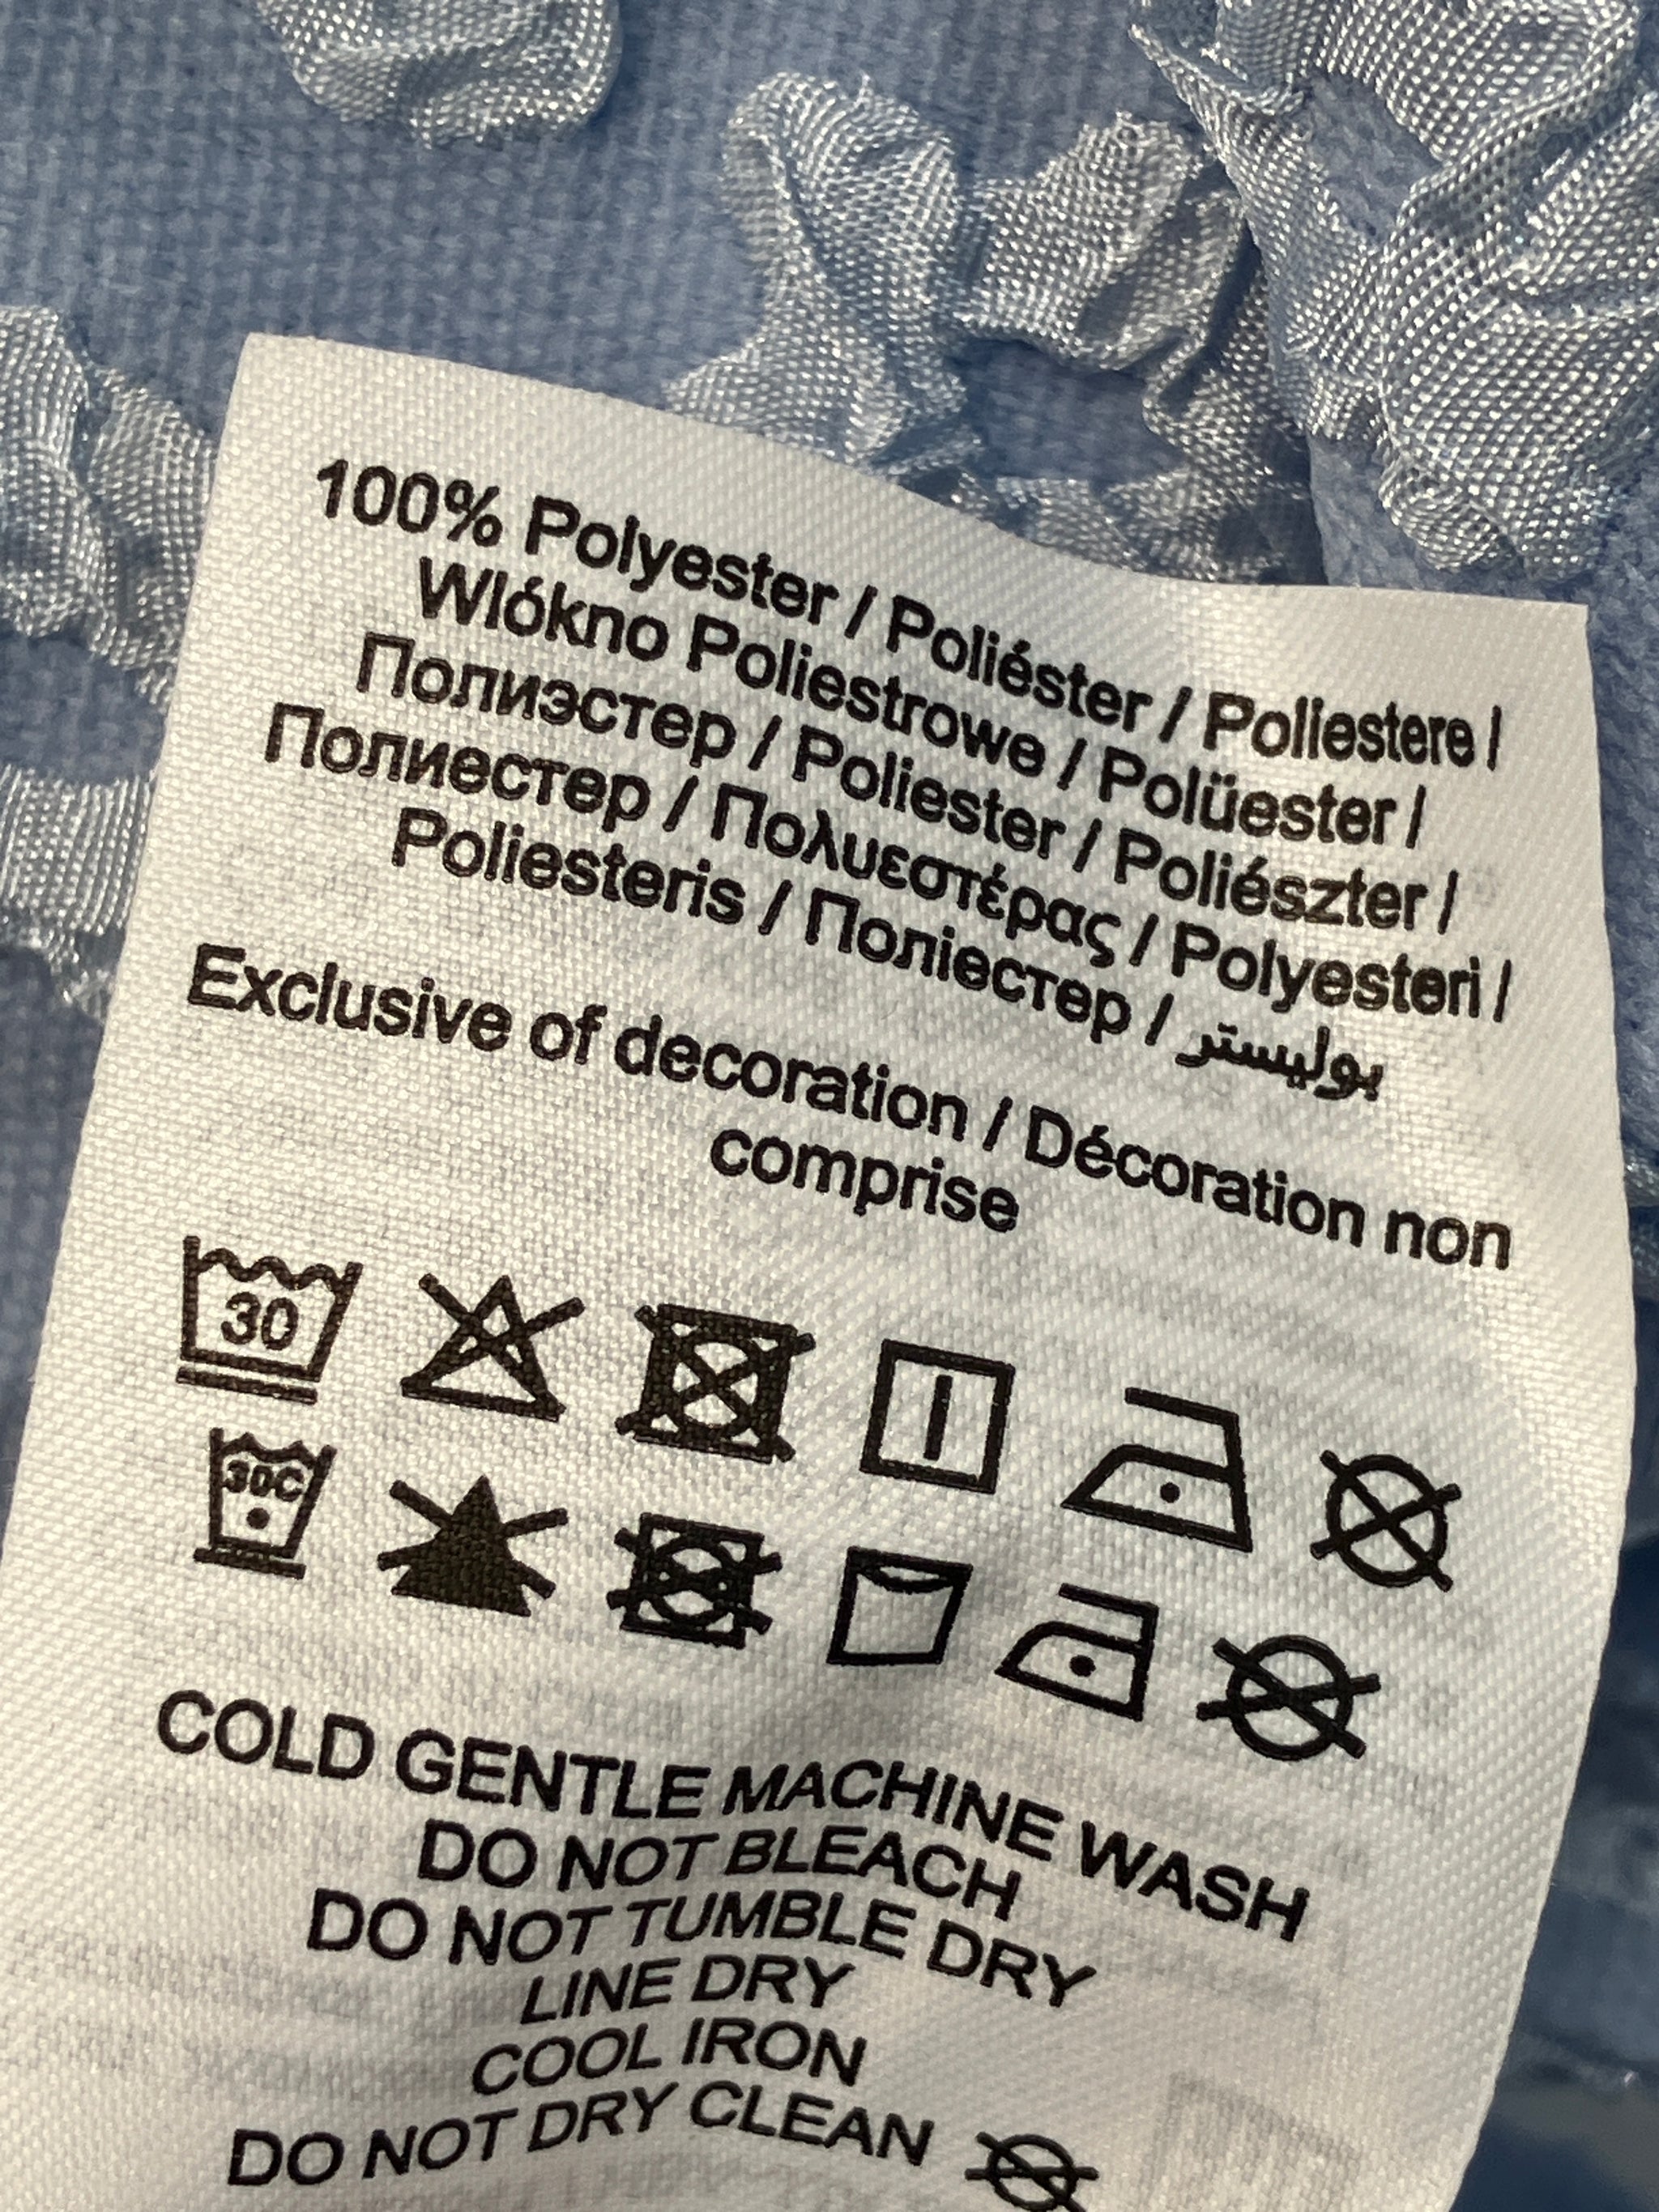 100% Polyester / Poliéster / Poliestere /
Wlókno Poliestrowe / Polüester /
Полиэстер / Poliester / Poliészter /
Полиестер / Πολυεστέρας / Polyesteri /
Poliesteris / Поліестер / بوليستر
Exclusive of decoration / Décoration non
comprise
30
30C
COLD GENTLE MACHINE WASH
DO NOT BLEACH
DO NOT TUMBLE DRY
LINE DRY
COOL IRON
DO NOT DRY CLEAN